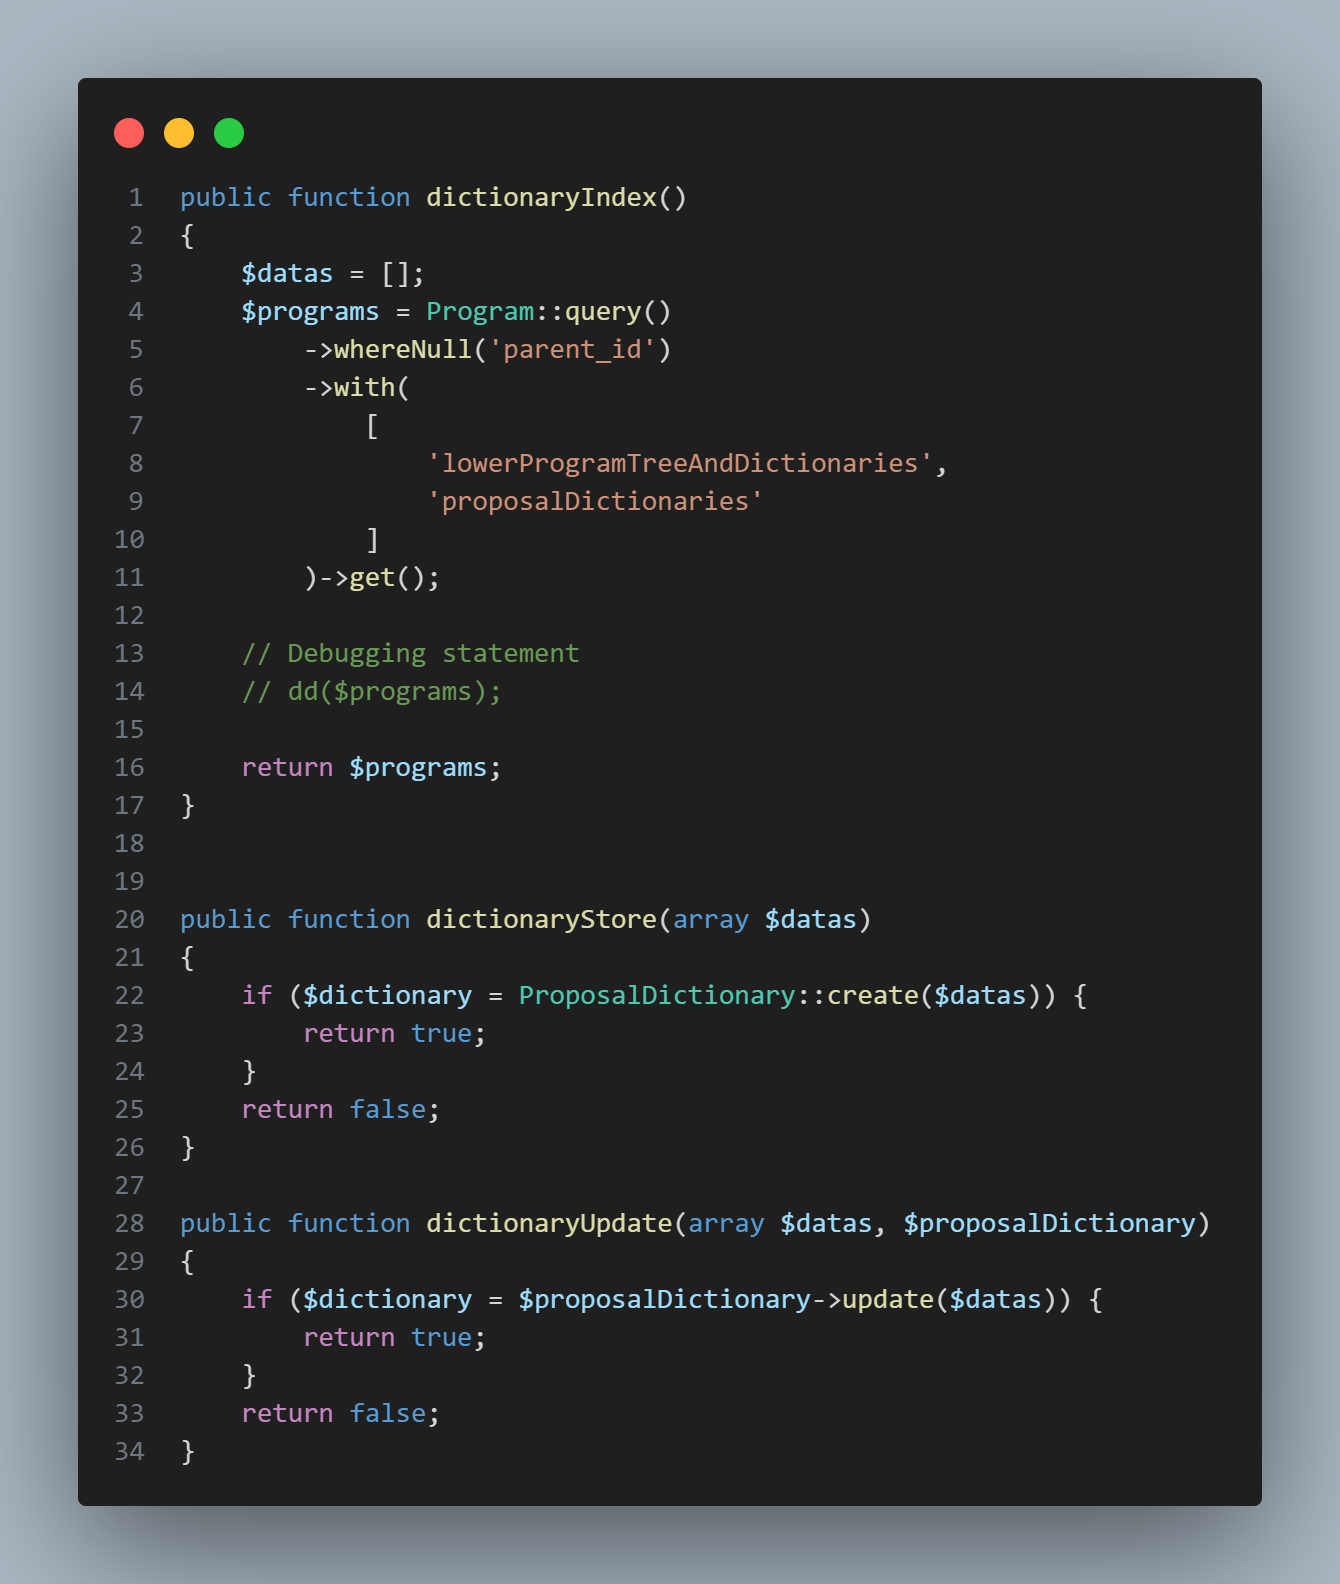 1 public function dictionaryIndex()
2 {
3     $datas = [];
4     $programs = Program::query()
5         ->whereNull('parent_id')
6         ->with(
7             [
8                 'lowerProgramTreeAndDictionaries',
9                 'proposalDictionaries'
10             ]
11         )->get();
12
13     // Debugging statement
14     // dd($programs);
15
16     return $programs;
17 }
18
19
20 public function dictionaryStore(array $datas)
21 {
22     if ($dictionary = ProposalDictionary::create($datas)) {
23         return true;
24     }
25     return false;
26 }
27
28 public function dictionaryUpdate(array $datas, $proposalDictionary)
29 {
30     if ($dictionary = $proposalDictionary->update($datas)) {
31         return true;
32     }
33     return false;
34 }